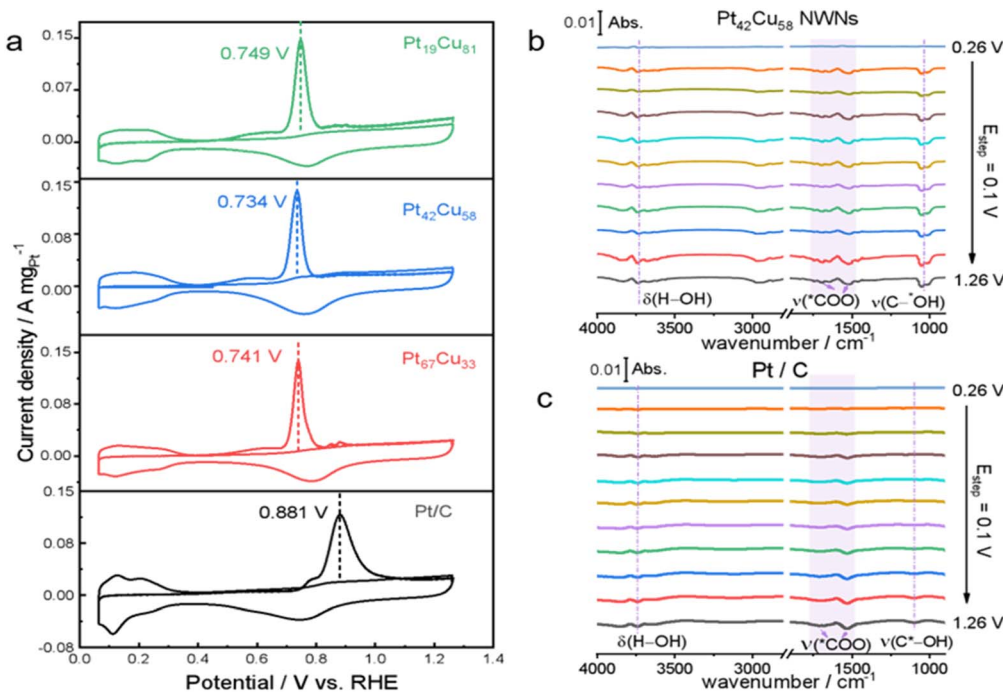 a
Current density / A mg_Pt^-1
0.15
0.07
0.00
0.749 V
Pt₁₉Cu₈₁
0.15
0.08
0.00
0.734 V
Pt₄₂Cu₅₈
0.15
0.08
0.00
0.741 V
Pt₆₇Cu₃₃
0.15
0.08
0.00
-0.08
0.881 V
Pt/C
0.0 0.2 0.4 0.6 0.8 1.0 1.2 1.4
Potential / V vs. RHE
b
0.01 Abs.
Pt₄₂Cu₅₈ NWNs
0.26 V
E_step = 0.1 V
1.26 V
δ(H–OH) ν(*COO) ν(C–*OH)
4000 3000 1500 1000
wavenumber / cm⁻¹
c
0.01 Abs.
Pt / C
0.26 V
E_step = 0.1 V
1.26 V
δ(H–OH) ν(*COO) ν(C*–OH)
4000 3000 1500 1000
wavenumber / cm⁻¹